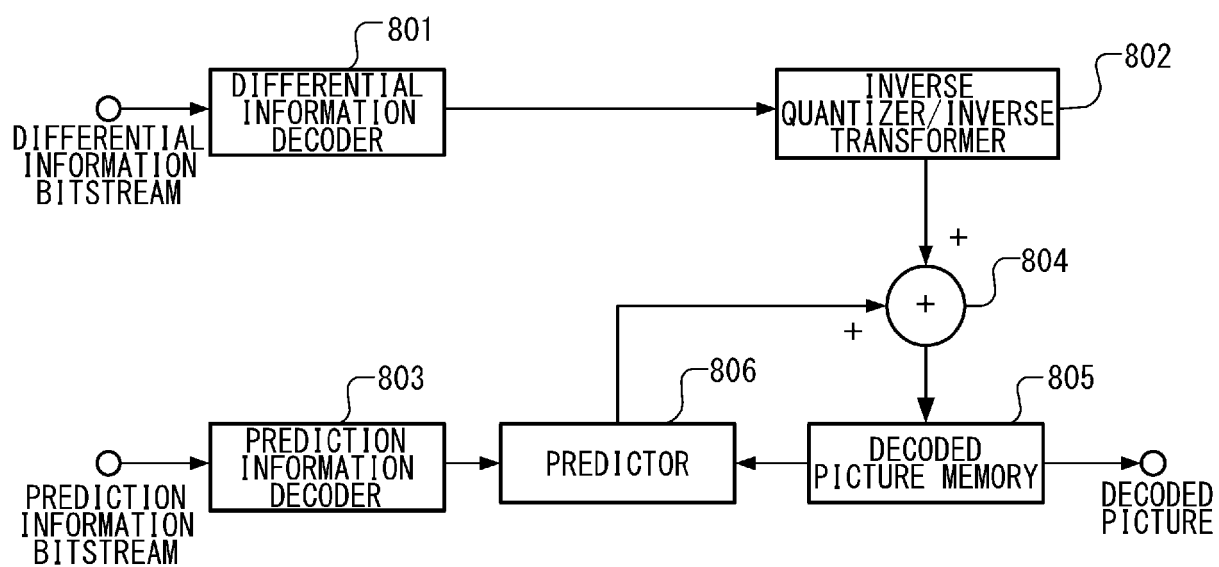 801
DIFFERENTIAL
INFORMATION
DECODER
INVERSE
QUANTIZER/INVERSE
TRANSFORMER
802
DIFFERENTIAL
INFORMATION
BITSTREAM
+
+
804
+
803
806
805
PREDICTION
INFORMATION
DECODER
PREDICTOR
DECODED
PICTURE MEMORY
PREDICTION
INFORMATION
BITSTREAM
DECODED
PICTURE